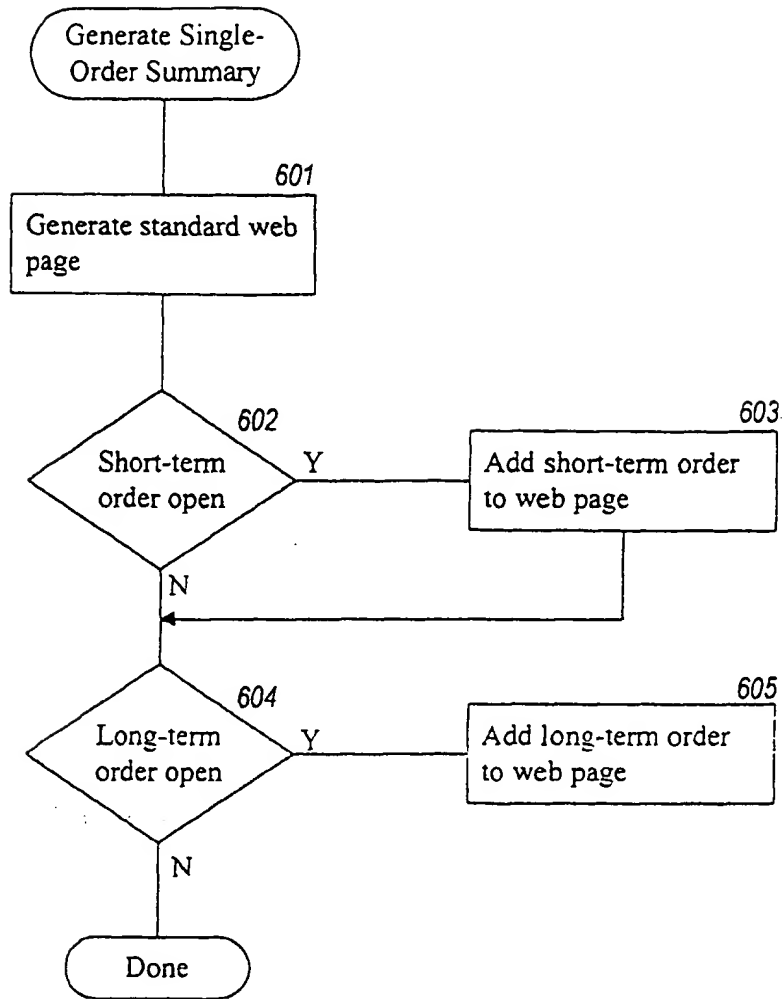 Generate Single-
Order Summary
601
Generate standard web
page
602
Short-term
order open
Y
603
Add short-term order
to web page
N
604
Long-term
order open
Y
605
Add long-term order
to web page
N
Done